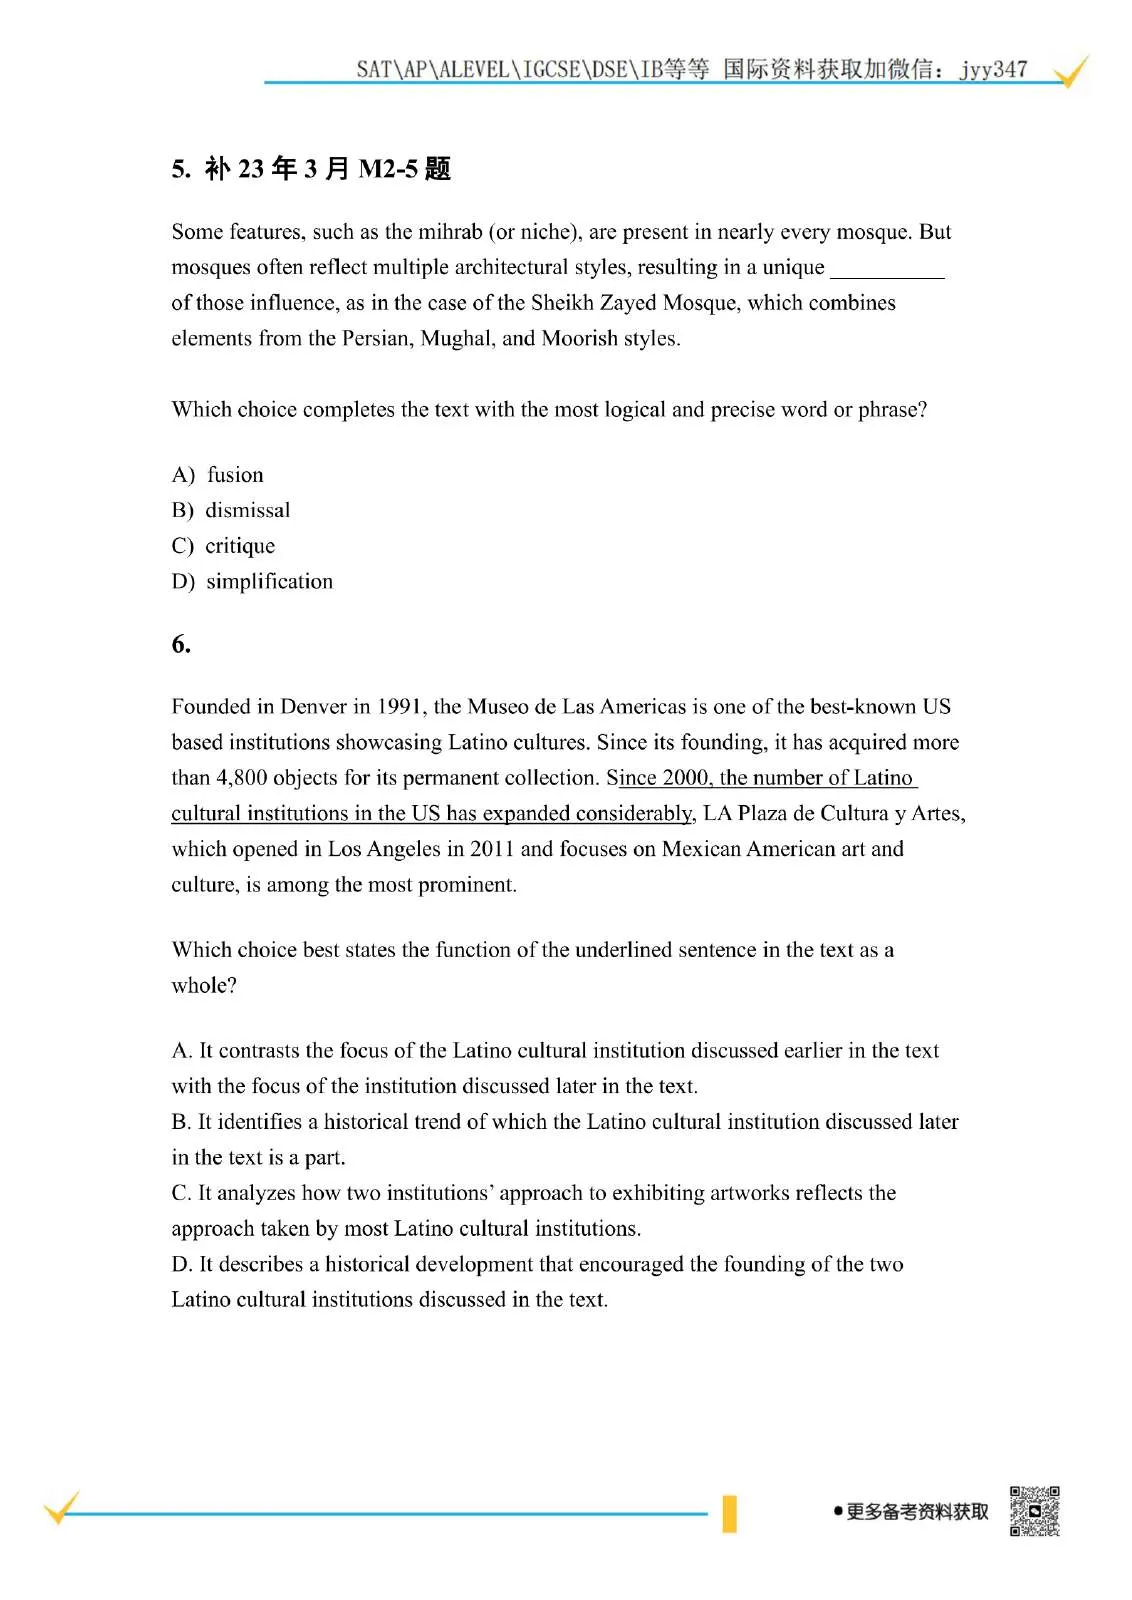 SAT\AP\ALEVEL\IGCSE\DSE\IB等等 国际资料获取加微信：jyy347
5. 补 23 年 3 月 M2-5 题
Some features, such as the mihrab (or niche), are present in nearly every mosque. But
mosques often reflect multiple architectural styles, resulting in a unique __________
of those influence, as in the case of the Sheikh Zayed Mosque, which combines
elements from the Persian, Mughal, and Moorish styles.
Which choice completes the text with the most logical and precise word or phrase?
A) fusion
B) dismissal
C) critique
D) simplification
6.
Founded in Denver in 1991, the Museo de Las Americas is one of the best-known US
based institutions showcasing Latino cultures. Since its founding, it has acquired more
than 4,800 objects for its permanent collection. Since 2000, the number of Latino
cultural institutions in the US has expanded considerably, LA Plaza de Cultura y Artes,
which opened in Los Angeles in 2011 and focuses on Mexican American art and
culture, is among the most prominent.
Which choice best states the function of the underlined sentence in the text as a
whole?
A. It contrasts the focus of the Latino cultural institution discussed earlier in the text
with the focus of the institution discussed later in the text.
B. It identifies a historical trend of which the Latino cultural institution discussed later
in the text is a part.
C. It analyzes how two institutions’ approach to exhibiting artworks reflects the
approach taken by most Latino cultural institutions.
D. It describes a historical development that encouraged the founding of the two
Latino cultural institutions discussed in the text.
●更多备考资料获取